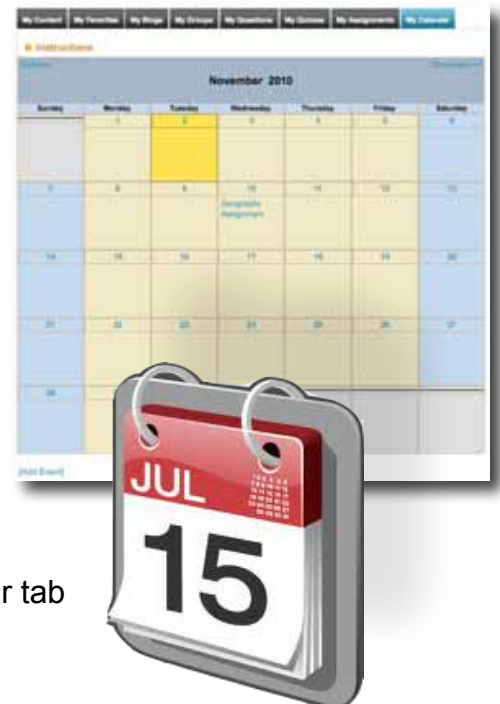 My Content My Favorites My Blogs My Groups My Questions My Quizzes My Assignments My Calendar
Instructions
November 2010
Sunday Monday Tuesday Wednesday Thursday Friday Saturday
1 2 3 4 5 6
7 8 9 10 11 12 13
Geography
Assignment
14 15 16 17 18 19 20
21 22 23 24 25 26 27
28
[Add Event]
JUL
15
r tab